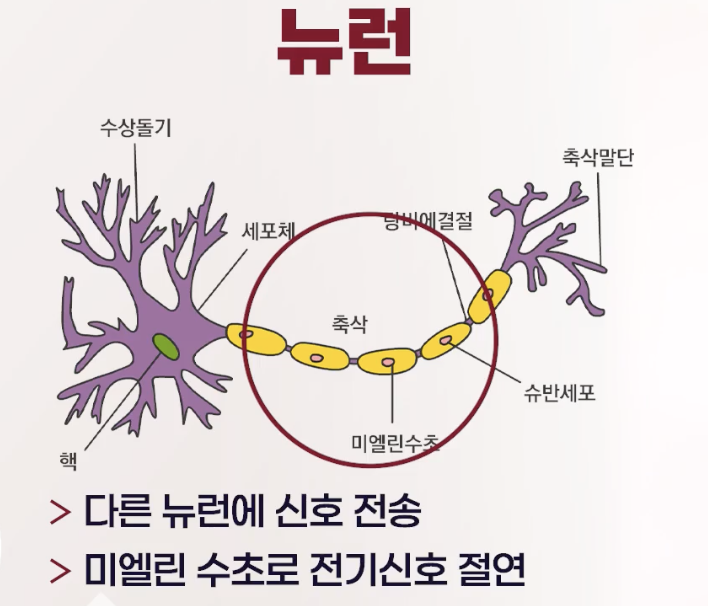 뉴런
수상돌기
축삭말단
세포체
랑비에결절
축삭
슈반세포
미엘린수초
핵
> 다른 뉴런에 신호 전송
> 미엘린 수초로 전기신호 절연